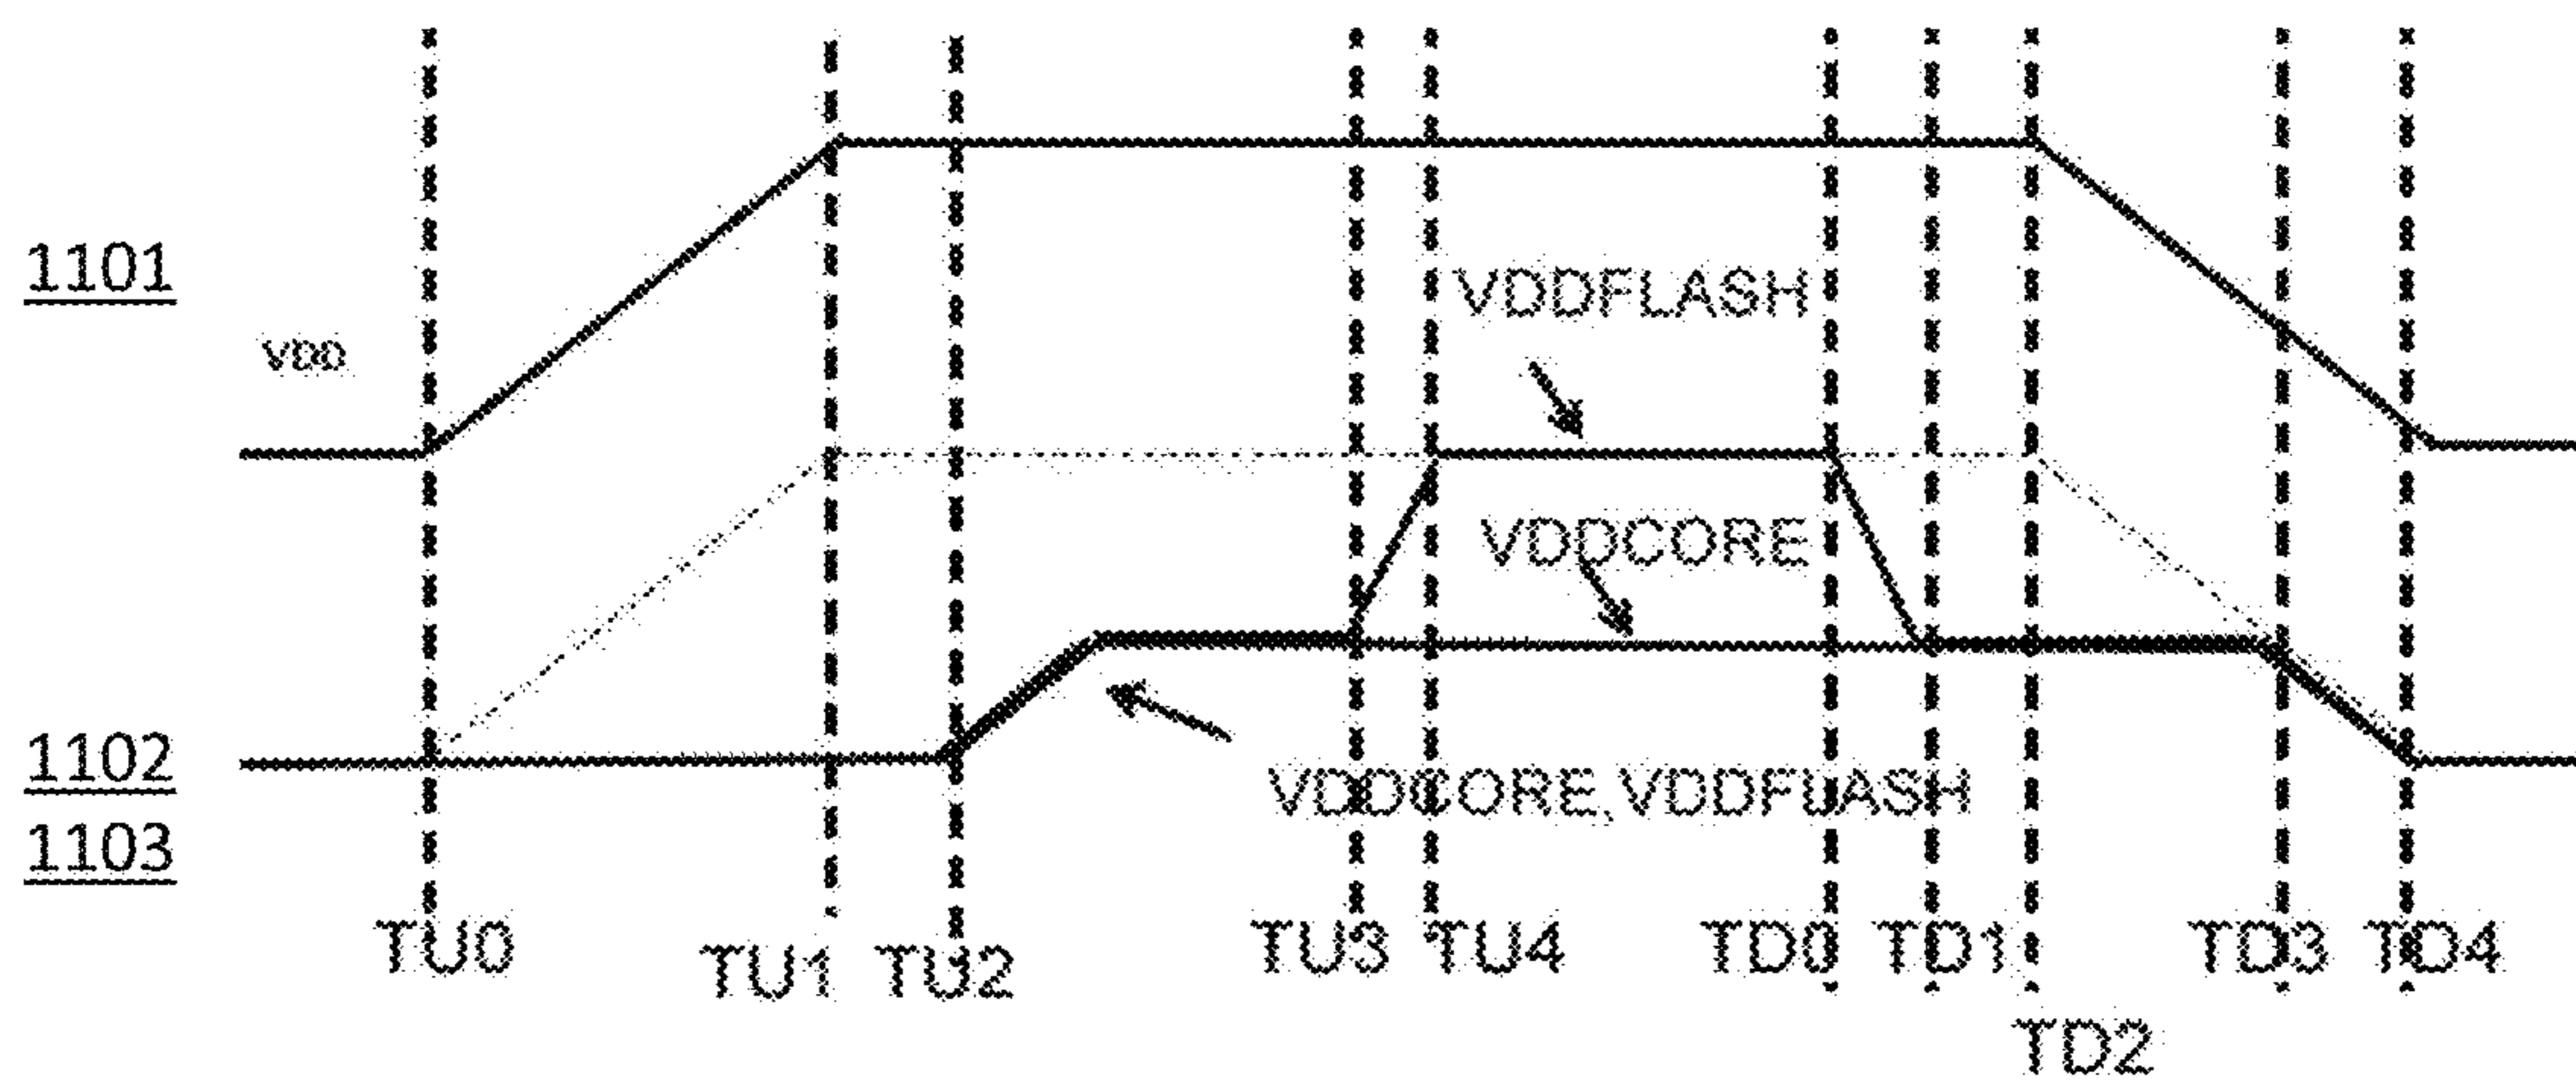 1101
VDD
VDDFLASH
VDDCORE
1102
VDDCORE,VDDFLASH
1103
TU0
TU1
TU2
TU3
TU4
TD0
TD1
TD3
TD4
TD2